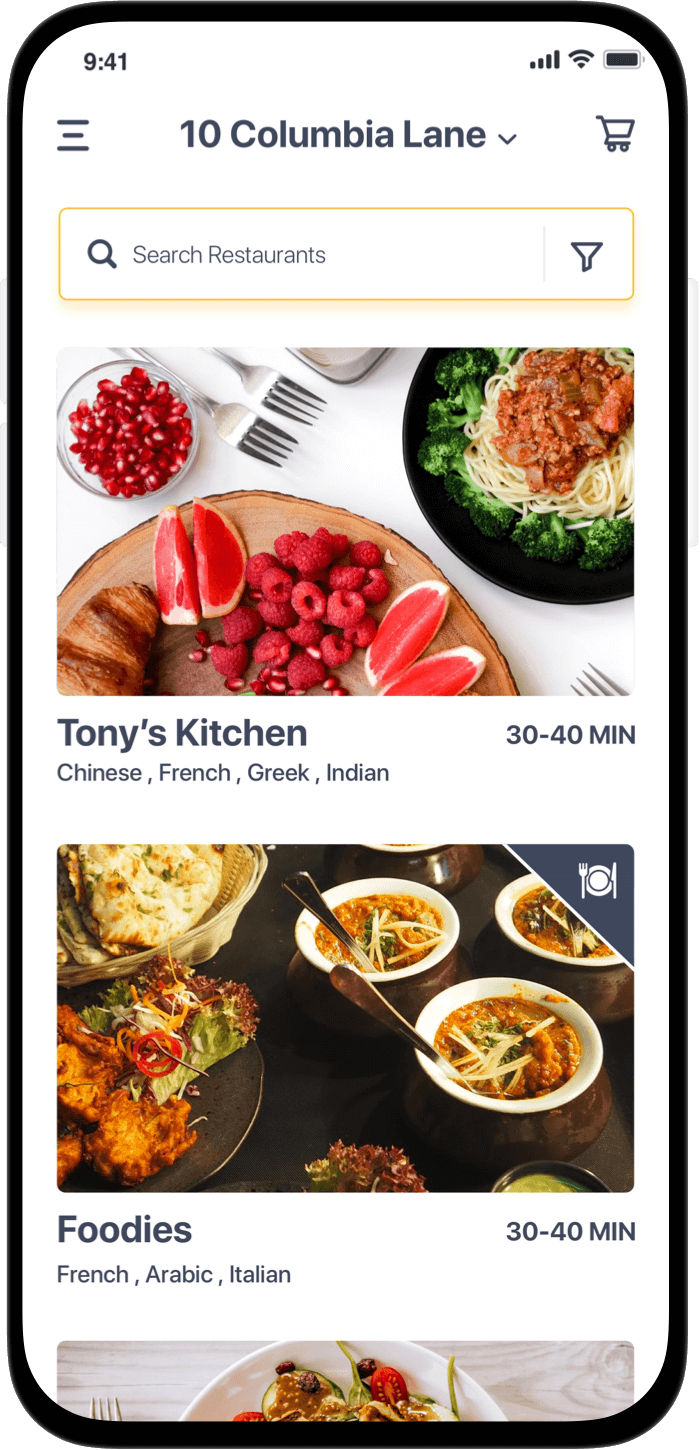 9:41
10 Columbia Lane
Search Restaurants
Tony’s Kitchen
30-40 MIN
Chinese , French , Greek , Indian
Foodies
30-40 MIN
French , Arabic , Italian